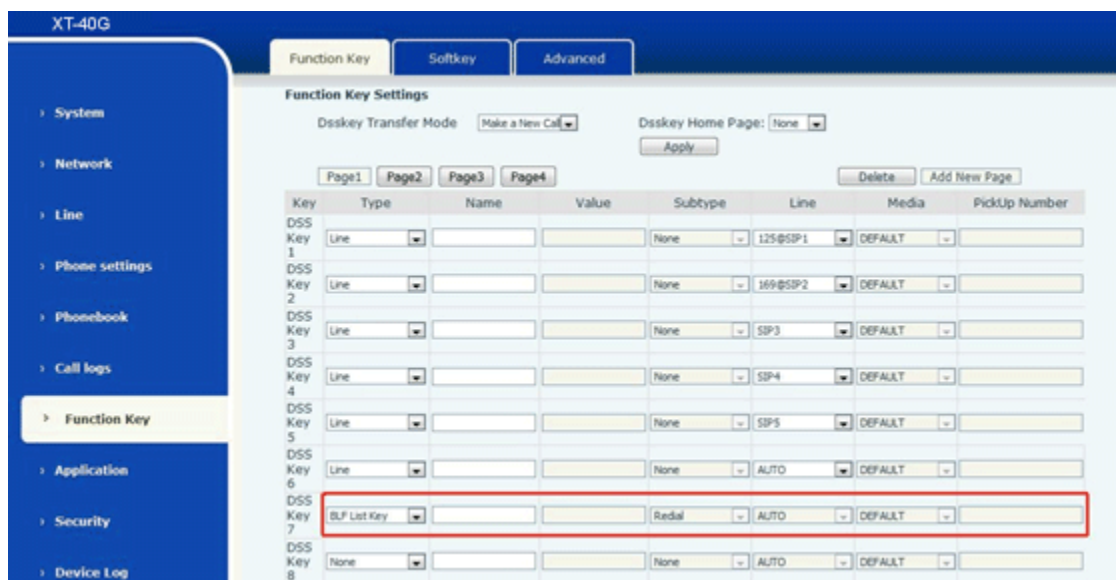 XT-40G
Function Key Softkey Advanced
Function Key Settings
Dsskey Transfer Mode Make a New Call Dsskey Home Page: None
Apply
Page1 Page2 Page3 Page4 Delete Add New Page
Key Type Name Value Subtype Line Media PickUp Number
DSS Key 1 Line None 125@SIP1 DEFAULT
DSS Key 2 Line None 169@SIP2 DEFAULT
DSS Key 3 Line None SIP3 DEFAULT
DSS Key 4 Line None SIP4 DEFAULT
DSS Key 5 Line None SIP5 DEFAULT
DSS Key 6 Line None AUTO DEFAULT
DSS Key 7 BLF List Key Redial AUTO DEFAULT
DSS Key 8 None None AUTO DEFAULT
› System
› Network
› Line
› Phone settings
› Phonebook
› Call logs
› Function Key
› Application
› Security
› Device Log